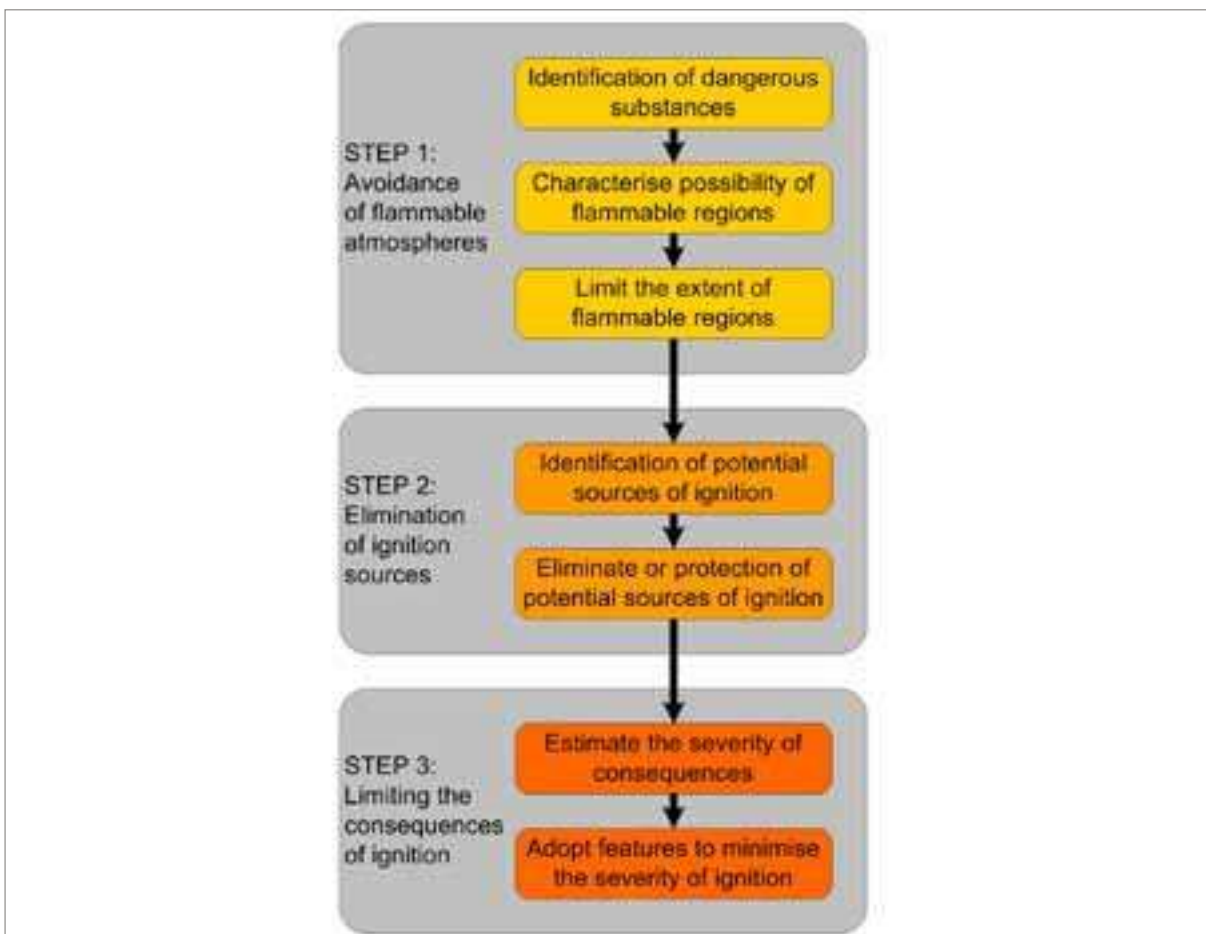 STEP 1:
Avoidance
of flammable
atmospheres
Identification of dangerous
substances
Characterise possibility of
flammable regions
Limit the extent of
flammable regions
STEP 2:
Elimination
of ignition
sources
Identification of potential
sources of ignition
Eliminate or protection of
potential sources of ignition
STEP 3:
Limiting the
consequences
of ignition
Estimate the severity of
consequences
Adopt features to minimise
the severity of ignition